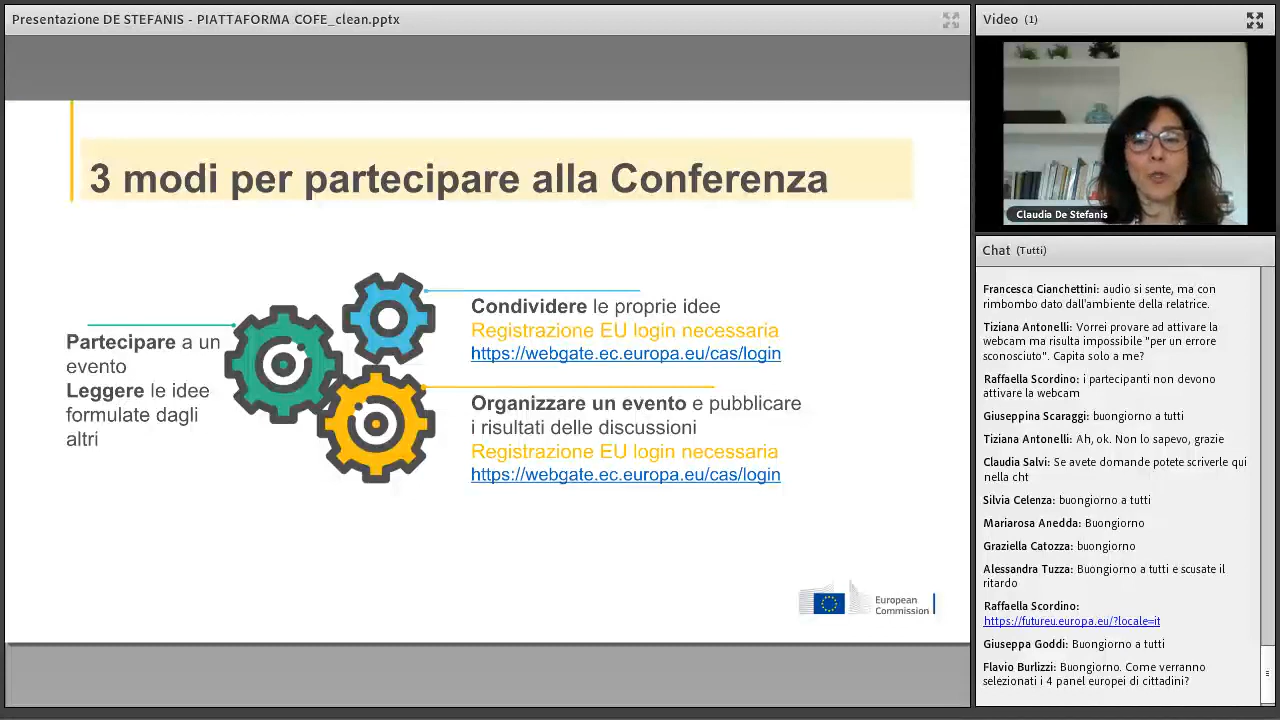 Presentazione DE STEFANIS - PIATTAFORMA COFE_clean.pptx
3 modi per partecipare alla Conferenza
Partecipare a un
evento
Leggere le idee
formulate dagli
altri
Condividere le proprie idee
Registrazione EU login necessaria
https://webgate.ec.europa.eu/cas/login
Organizzare un evento e pubblicare
i risultati delle discussioni
Registrazione EU login necessaria
https://webgate.ec.europa.eu/cas/login
European
Commission
Video (1)
Claudia De Stefanis
Chat (Tutti)
Francesca Cianchettini: audio si sente, ma con
rimbombo dato dall'ambiente della relatrice.
Tiziana Antonelli: Vorrei provare ad attivare la
webcam ma risulta impossibile "per un errore
sconosciuto". Capita solo a me?
Raffaella Scordino: i partecipanti non devono
attivare la webcam
Giuseppina Scaraggi: buongiorno a tutti
Tiziana Antonelli: Ah, ok. Non lo sapevo, grazie
Claudia Salvi: Se avete domande potete scriverle qui
nella cht
Silvia Celenza: buongiorno a tutti
Mariarosa Anedda: Buongiorno
Graziella Catozza: buongiorno
Alessandra Tuzza: Buongiorno a tutti e scusate il
ritardo
Raffaella Scordino:
https://futureu.europa.eu/?locale=it
Giuseppa Goddi: Buongiorno a tutti
Flavio Burlizzi: Buongiorno. Come verranno
selezionati i 4 panel europei di cittadini?